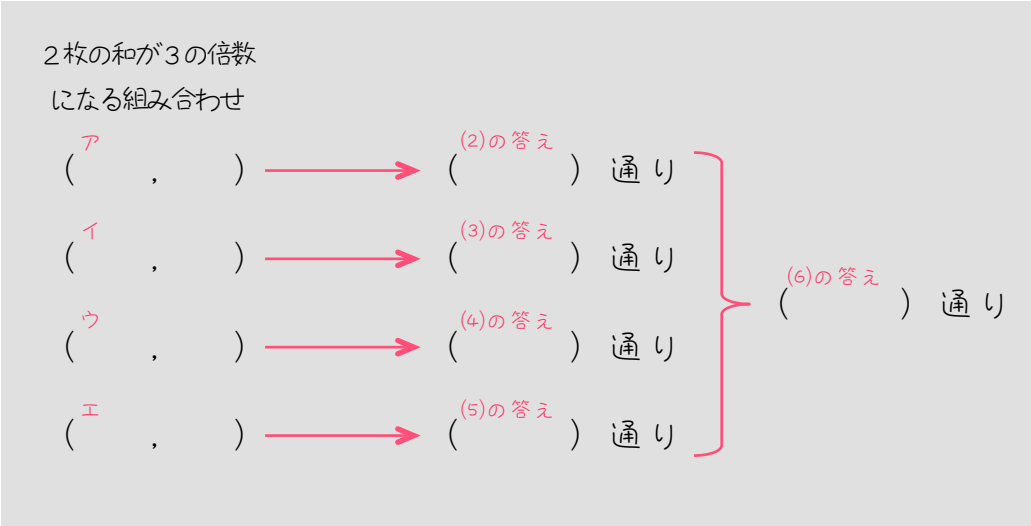 ２枚の和が３の倍数
になる組み合わせ
ア
(2)の答え
(　,　) (　) 通り
イ
(3)の答え
(　,　) (　) 通り
(6)の答え
(　) 通り
ウ
(4)の答え
(　,　) (　) 通り
エ
(5)の答え
(　,　) (　) 通り